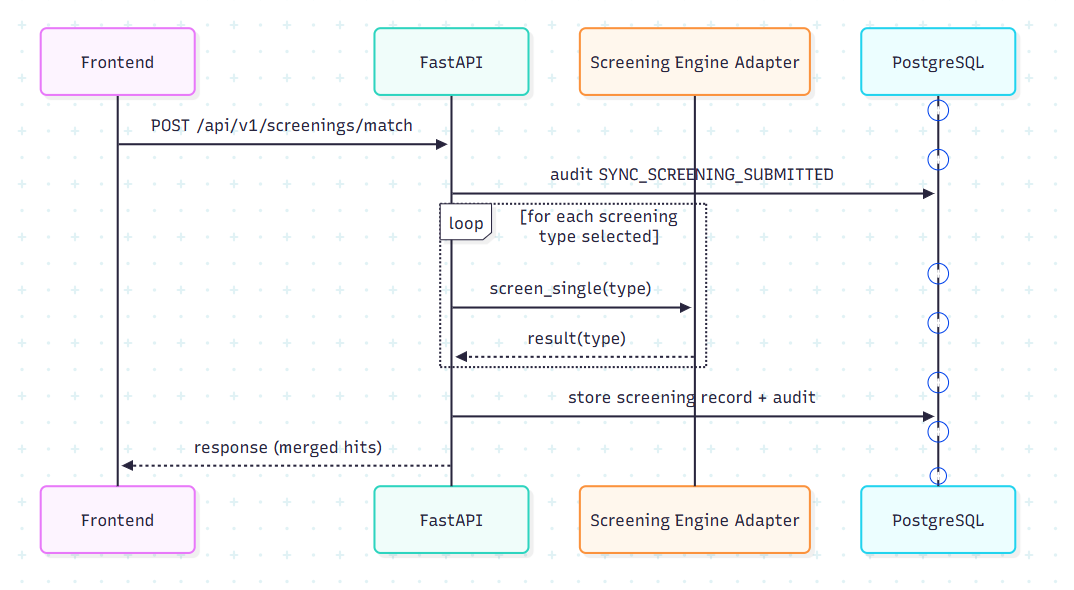 Frontend
FastAPI
Screening Engine Adapter
PostgreSQL
POST /api/v1/screenings/match
audit SYNC_SCREENING_SUBMITTED
loop
[for each screening
type selected]
screen_single(type)
result(type)
store screening record + audit
response (merged hits)
Frontend
FastAPI
Screening Engine Adapter
PostgreSQL